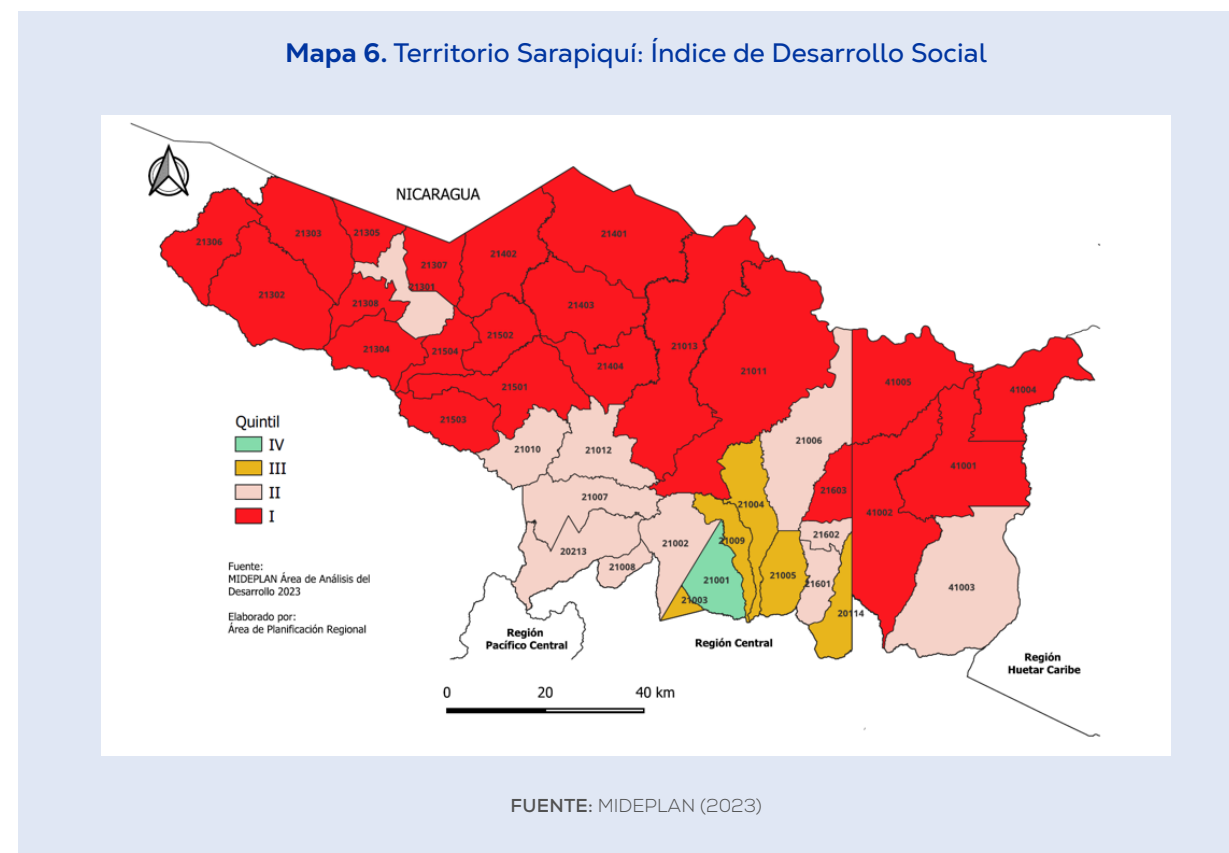 Mapa 6. Territorio Sarapiquí: Índice de Desarrollo Social
NICARAGUA
21306
21303
21305
21307
21402
21401
21301
21302
21308
21403
21304
21504
21502
21013
21404
21011
21501
41005
41004
21503
21010
21012
21006
41001
21603
41002
21007
21004
20213
21002
21009
21602
21008
21001
21005
21601
41003
21003
20114
Quintil
IV
III
II
I
Fuente:
MIDEPLAN Área de Análisis del
Desarrollo 2023
Elaborado por:
Área de Planificación Regional
Región
Pacífico Central
Región Central
Región
Huetar Caribe
0 20 40 km
FUENTE: MIDEPLAN (2023)